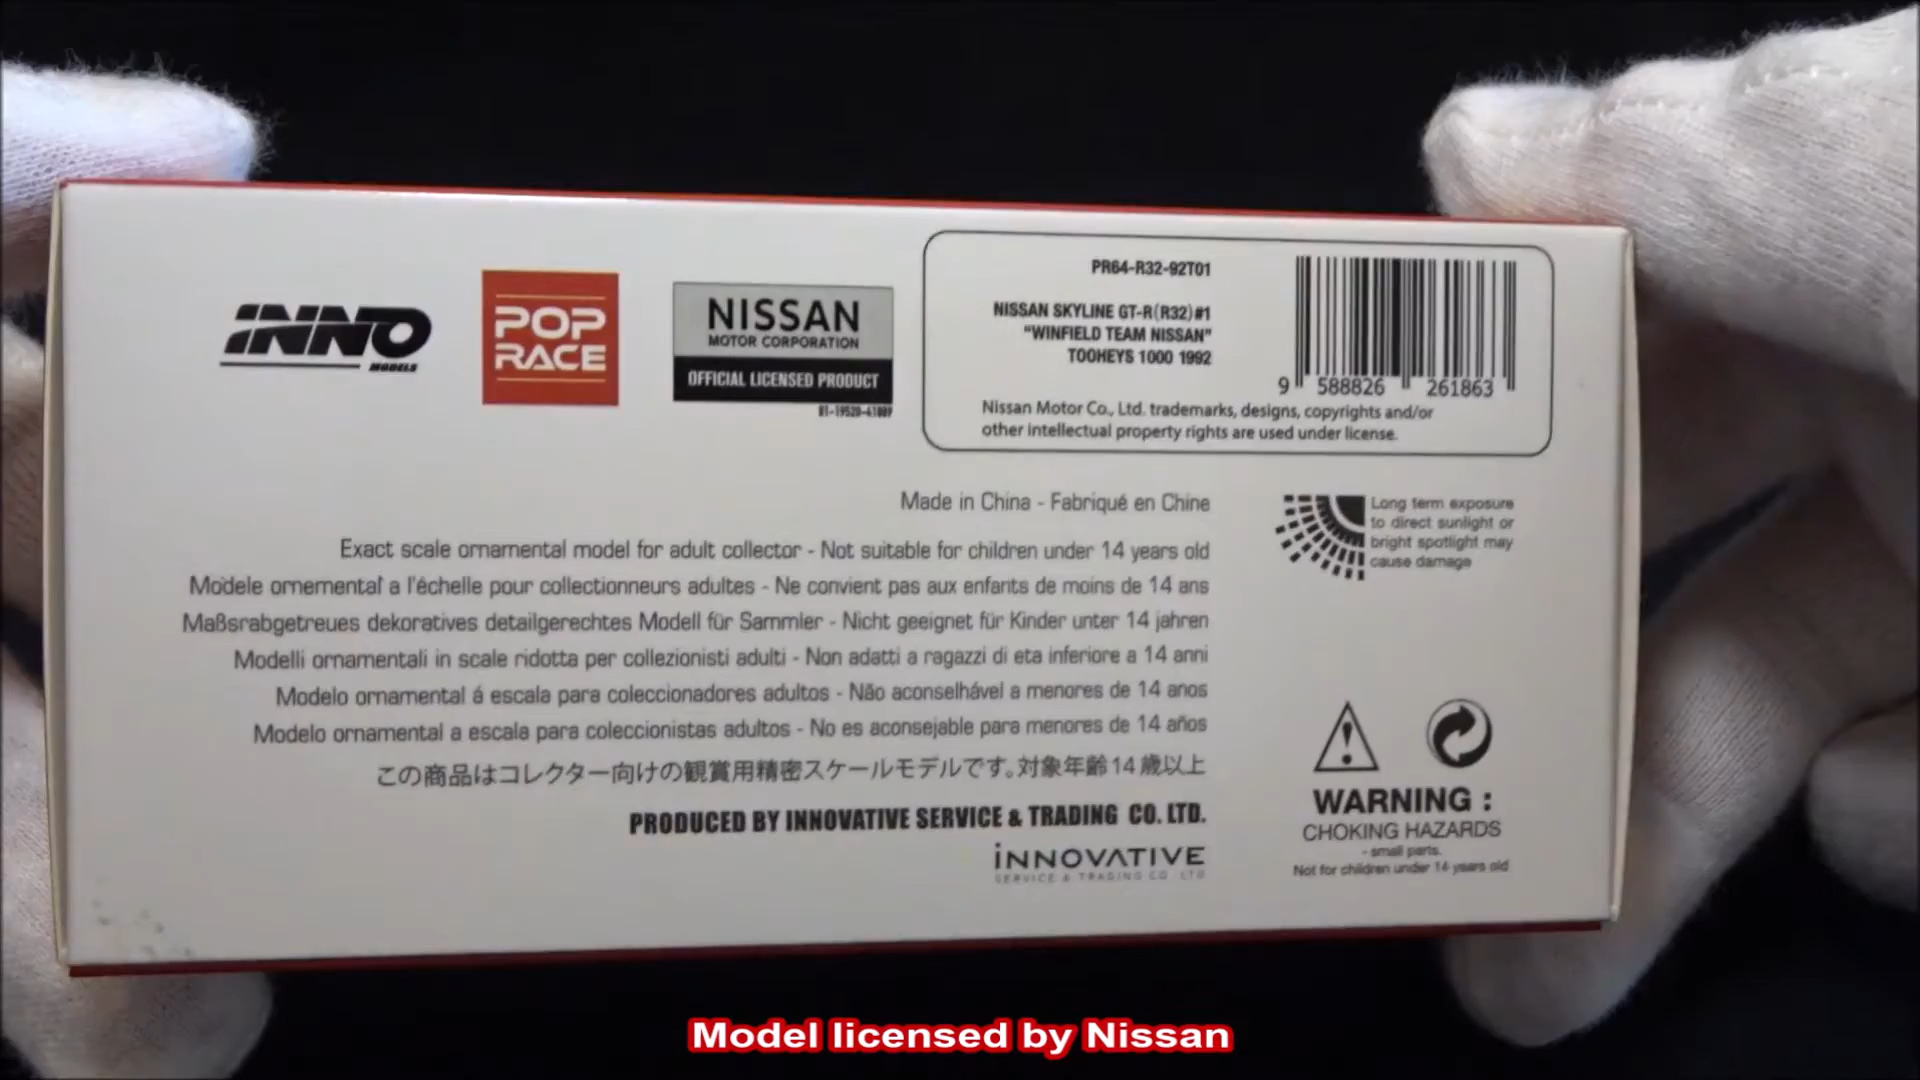 INNO
MODELS
POP
RACE
NISSAN
MOTOR CORPORATION
OFFICIAL LICENSED PRODUCT
PR64-R32-92T01
NISSAN SKYLINE GT-R(R32)#1
"WINFIELD TEAM NISSAN"
TOOHEYS 1000 1992
9 588826 261863
Nissan Motor Co., Ltd. trademarks, designs, copyrights and/or
other intellectual property rights are used under license.
Made in China - Fabriqué en Chine
Long term exposure
to direct sunlight or
bright spotlight may
cause damage
Exact scale ornamental model for adult collector - Not suitable for children under 14 years old
Modele ornemental a l'échelle pour collectionneurs adultes - Ne convient pas aux enfants de moins de 14 ans
Maßsrabgetreues dekoratives detailgerechtes Modell für Sammler - Nicht geeignet für Kinder unter 14 jahren
Modelli ornamentali in scale ridotta per collezionisti adulti - Non adatti a ragazzi di eta inferiore a 14 anni
Modelo ornamental á escala para coleccionadores adultos - Não aconselhável a menores de 14 anos
Modelo ornamental a escala para coleccionistas adultos - No es aconsejable para menores de 14 años
この商品はコレクター向けの観賞用精密スケールモデルです。対象年齢14歳以上
PRODUCED BY INNOVATIVE SERVICE & TRADING CO. LTD.
INNOVATIVE
SERVICE & TRADING CO. LTD
WARNING :
CHOKING HAZARDS
- small parts.
Not for children under 14 years old
Model licensed by Nissan